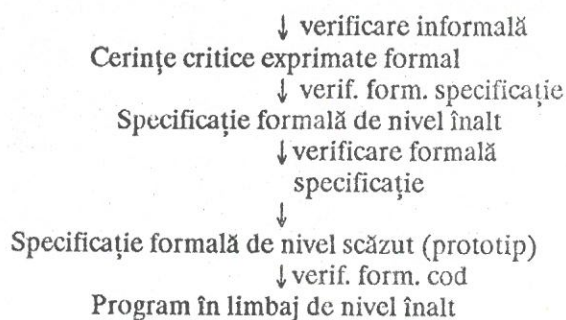 ↓ verificare informală
Cerințe critice exprimate formal
↓ verif. form. specificație
Specificație formală de nivel înalt
↓ verificare formală
specificație
↓
Specificație formală de nivel scăzut (prototip)
↓ verif. form. cod
Program în limbaj de nivel înalt